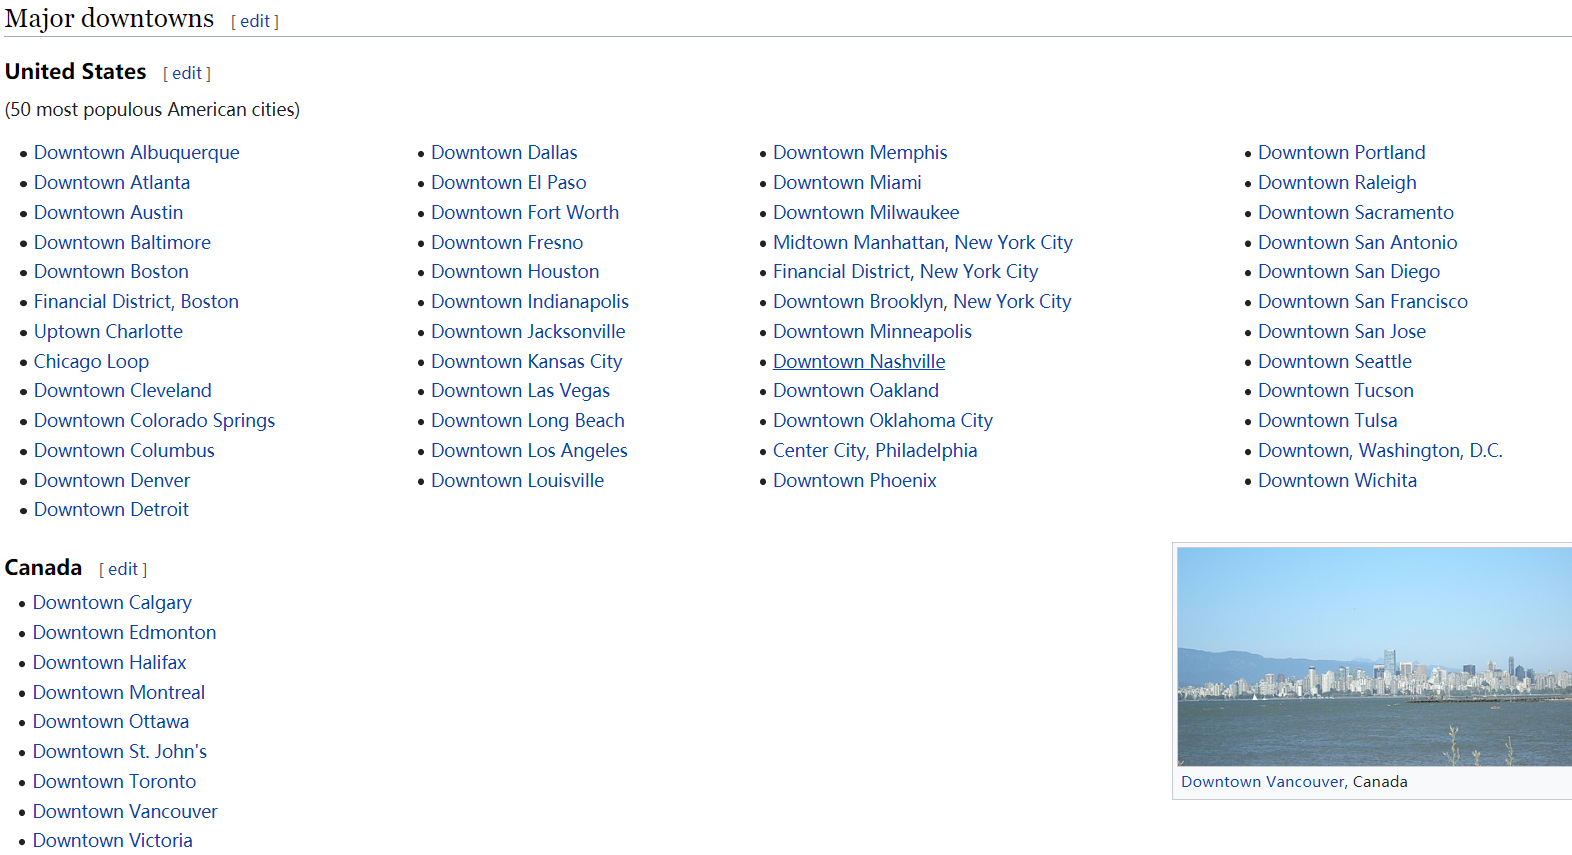 Major downtowns [ edit ]
United States [ edit ]
(50 most populous American cities)
• Downtown Albuquerque
• Downtown Atlanta
• Downtown Austin
• Downtown Baltimore
• Downtown Boston
• Financial District, Boston
• Uptown Charlotte
• Chicago Loop
• Downtown Cleveland
• Downtown Colorado Springs
• Downtown Columbus
• Downtown Denver
• Downtown Detroit
• Downtown Dallas
• Downtown El Paso
• Downtown Fort Worth
• Downtown Fresno
• Downtown Houston
• Downtown Indianapolis
• Downtown Jacksonville
• Downtown Kansas City
• Downtown Las Vegas
• Downtown Long Beach
• Downtown Los Angeles
• Downtown Louisville
• Downtown Memphis
• Downtown Miami
• Downtown Milwaukee
• Midtown Manhattan, New York City
• Financial District, New York City
• Downtown Brooklyn, New York City
• Downtown Minneapolis
• Downtown Nashville
• Downtown Oakland
• Downtown Oklahoma City
• Center City, Philadelphia
• Downtown Phoenix
• Downtown Portland
• Downtown Raleigh
• Downtown Sacramento
• Downtown San Antonio
• Downtown San Diego
• Downtown San Francisco
• Downtown San Jose
• Downtown Seattle
• Downtown Tucson
• Downtown Tulsa
• Downtown, Washington, D.C.
• Downtown Wichita
Canada [ edit ]
• Downtown Calgary
• Downtown Edmonton
• Downtown Halifax
• Downtown Montreal
• Downtown Ottawa
• Downtown St. John's
• Downtown Toronto
• Downtown Vancouver
• Downtown Victoria
Downtown Vancouver, Canada